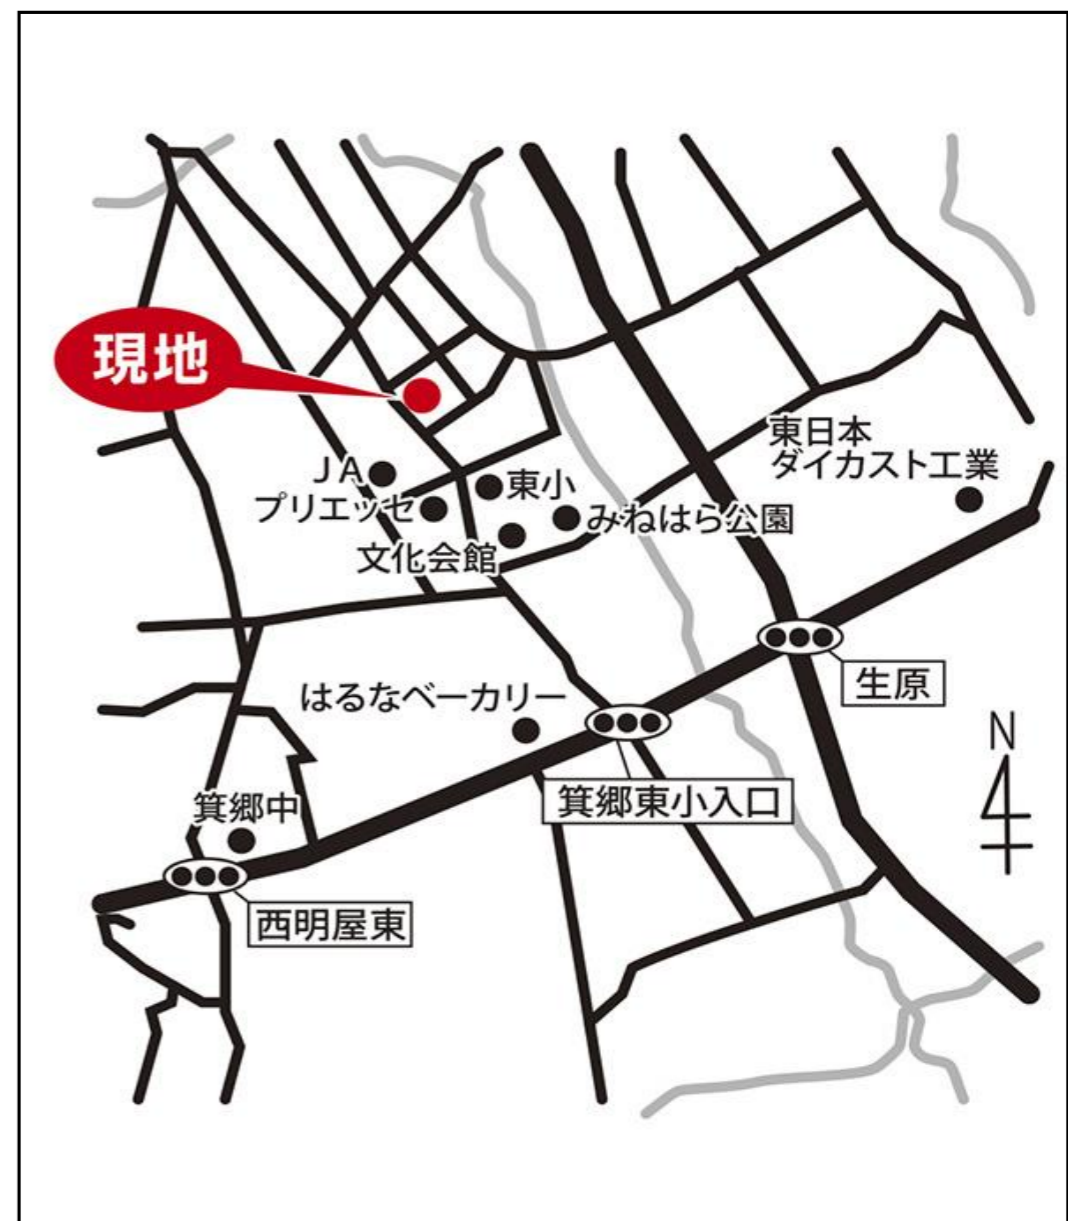 現地
東日本
ダイカスト工業
JA
プリエッセ
東小
みねはら公園
文化会館
生原
はるなベーカリー
N
箕郷東小入口
箕郷中
西明屋東